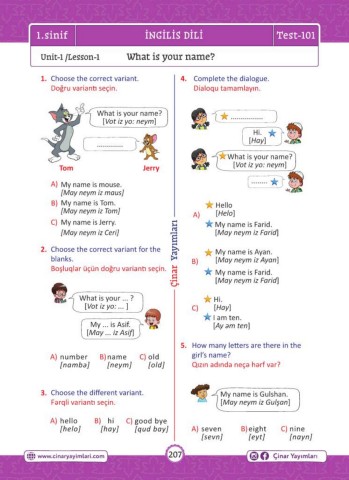 1.sinif
İNGİLİS DİLİ
Test-101
Unit-1 /Lesson-1 What is your name?
1. Choose the correct variant.
Doğru variantı seçin.
What is your name?
[Vot iz yo: neym]
..............
Tom
Jerry
A) My name is mouse.
[May neym iz maus]
B) My name is Tom.
[May neym iz Tom]
C) My name is Jerry.
[May neym iz Ceri]
2. Choose the correct variant for the
blanks.
Boşluqlar üçün doğru variantı seçin.
What is your ... ?
[Vot iz yo: ... ]
My ... is Asif.
[May ... iz Asif]
A) number B) name C) old
[namba] [neym] [old]
3. Choose the different variant.
Fərqli variantı seçin.
A) hello B) hi C) good bye
[helo] [hay] [qud bay]
Çinar Yayımları
4. Complete the dialogue.
Dialoqu tamamlayın.
.................
Hi.
[Hay]
What is your name?
[Vot iz yo: neym]
........
Hello
A) [Helo]
My name is Farid.
[May neym iz Farid]
My name is Ayan.
B) [May neym iz Ayan]
My name is Farid.
[May neym iz Farid]
Hi.
C) [Hay]
I am ten.
[Ay əm ten]
5. How many letters are there in the
girl's name?
Qızın adında neçə hərf var?
My name is Gulshan.
[May neym iz Gulşən]
A) seven B) eight C) nine
[sevn] [eyt] [nayn]
www.cinaryayimlari.com
207
Çinar Yayımları